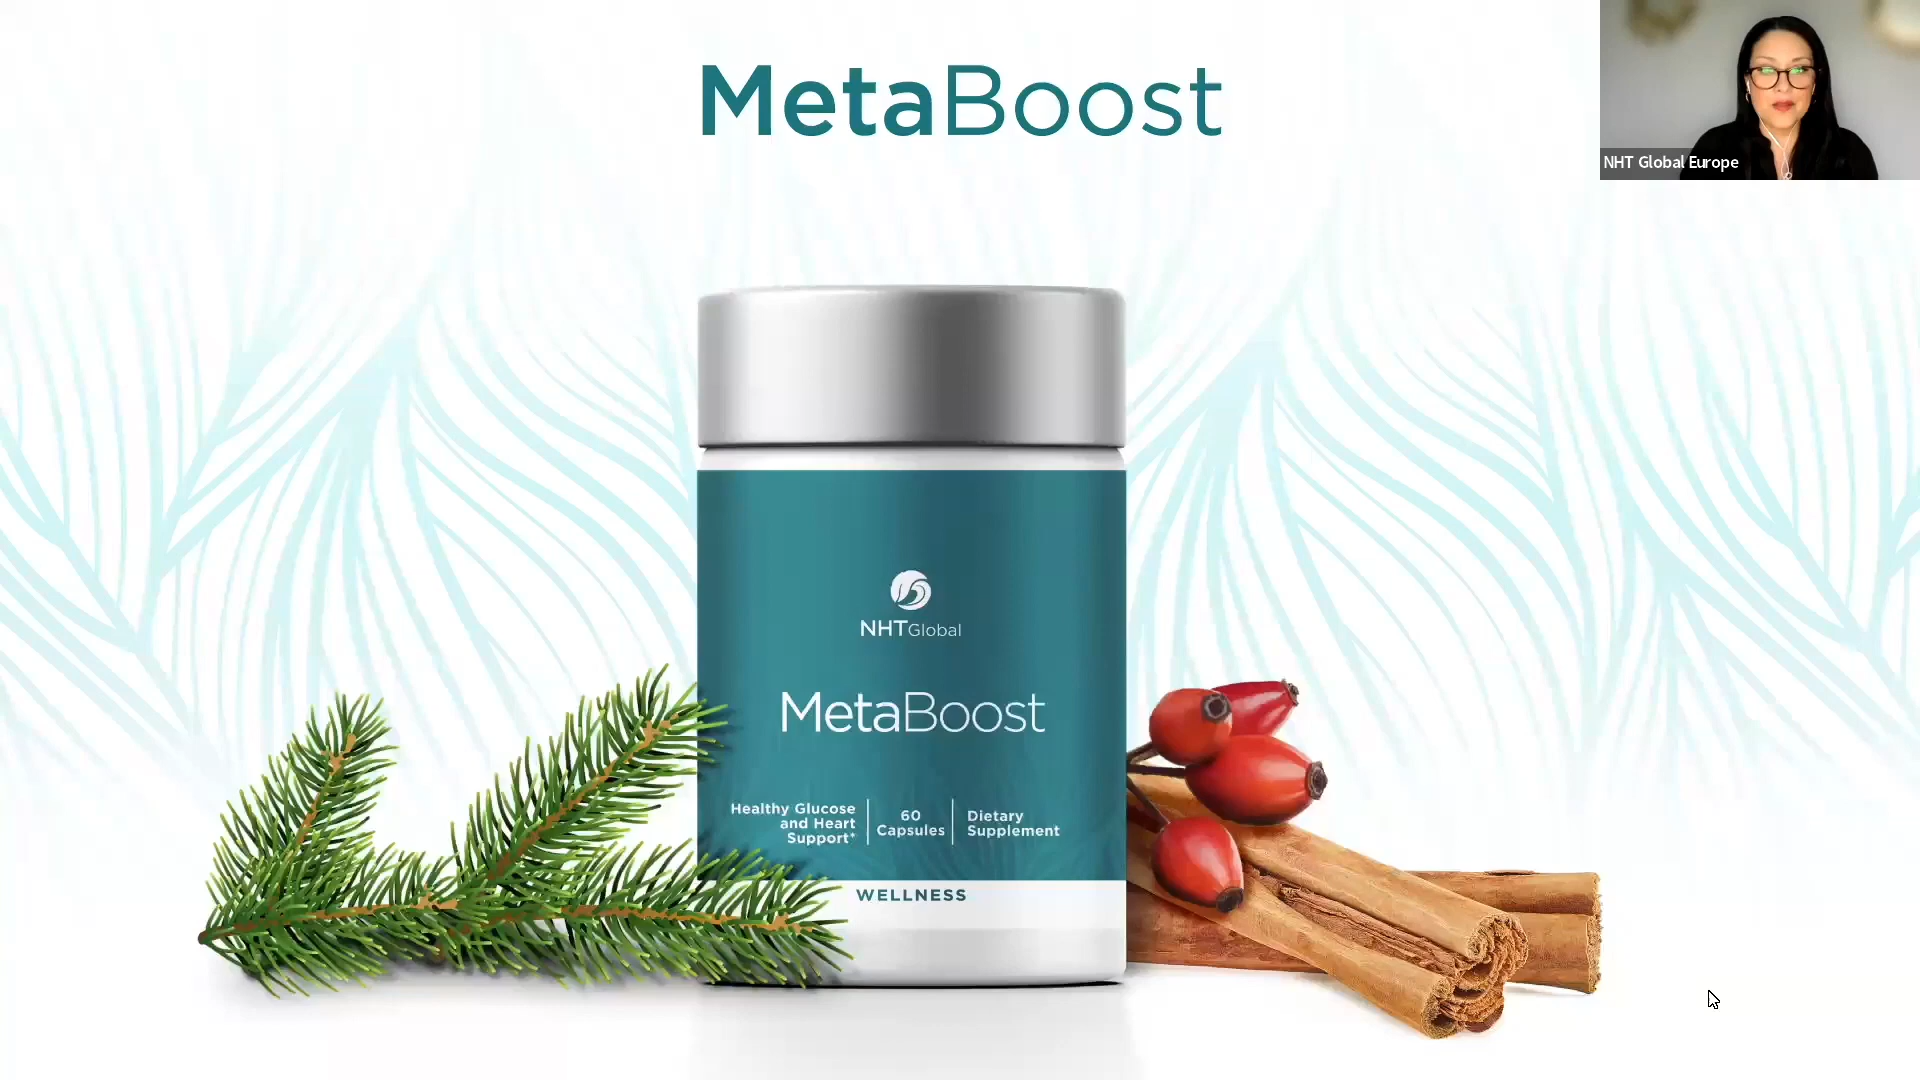 MetaBoost
NHT Global Europe
NHTGlobal
MetaBoost
Healthy Glucose
and Heart
Support+
60
Capsules
Dietary
Supplement
WELLNESS